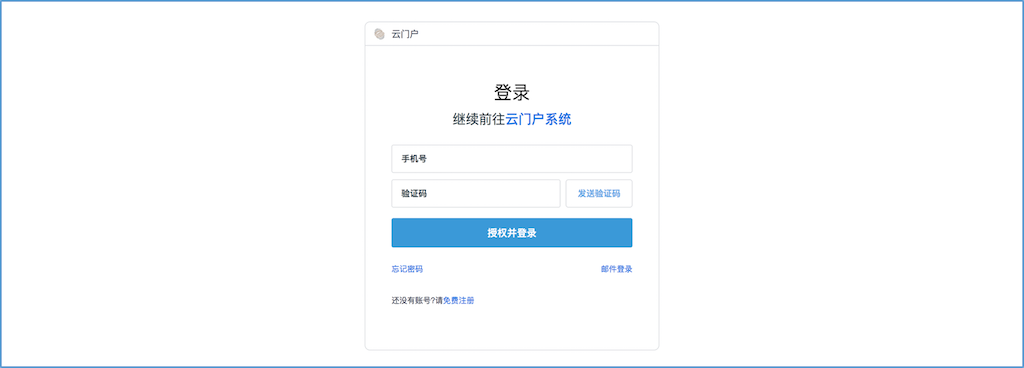 云门户
登录
继续前往云门户系统
手机号
验证码 发送验证码
授权并登录
忘记密码 邮件登录
还没有账号?请免费注册